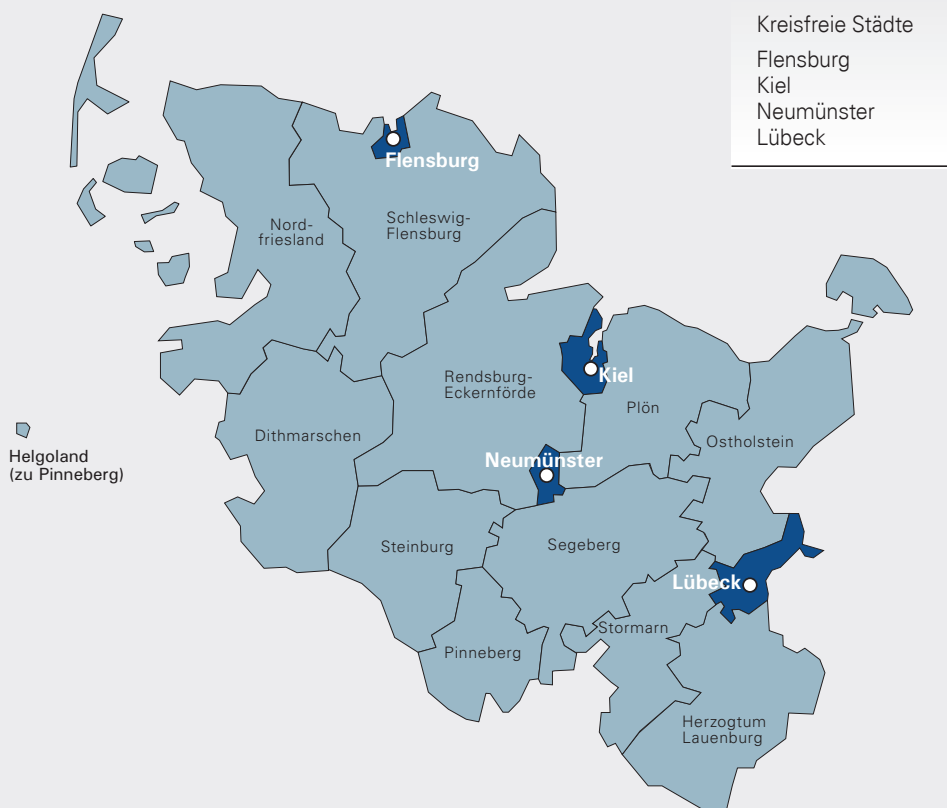 Kreisfreie Städte
Flensburg
Kiel
Neumünster
Lübeck
Flensburg
Nord-
friesland
Schleswig-
Flensburg
Rendsburg-
Eckernförde
Kiel
Plön
Ostholstein
Dithmarschen
Helgoland
(zu Pinneberg)
Neumünster
Steinburg
Segeberg
Lübeck
Stormarn
Pinneberg
Herzogtum
Lauenburg